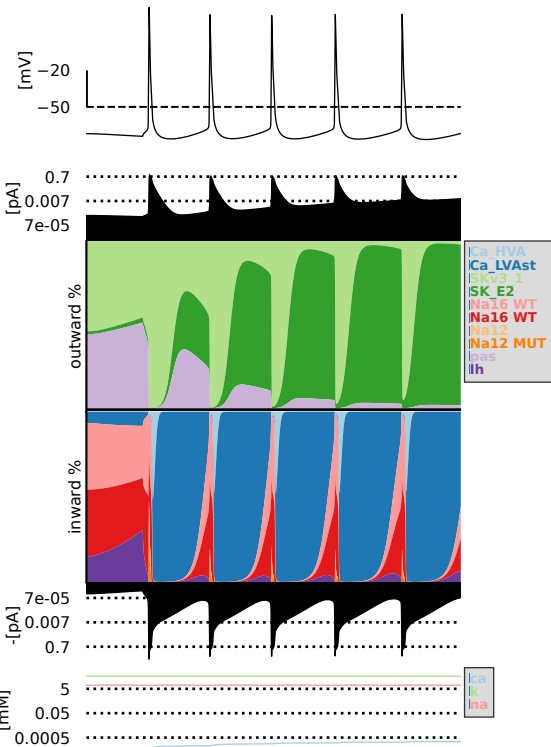 [mV]
−20
−50
[pA]
0.7
0.007
7e-05
outward %
Ca_HVA
Ca_LVAst
SKv3_1
SK_E2
Na16 WT
Na16 WT
Na12
Na12 MUT
pas
Ih
inward %
-[pA]
7e-05
0.007
0.7
[mM]
5
0.05
0.0005
ca
k
na